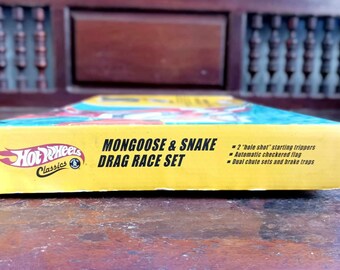 Hot Wheels
Classics
MONGOOSE & SNAKE
DRAG RACE SET
• 2 "hole shot" starting trippers
• Automatic checkered flag
• Dual chute sets and brake traps